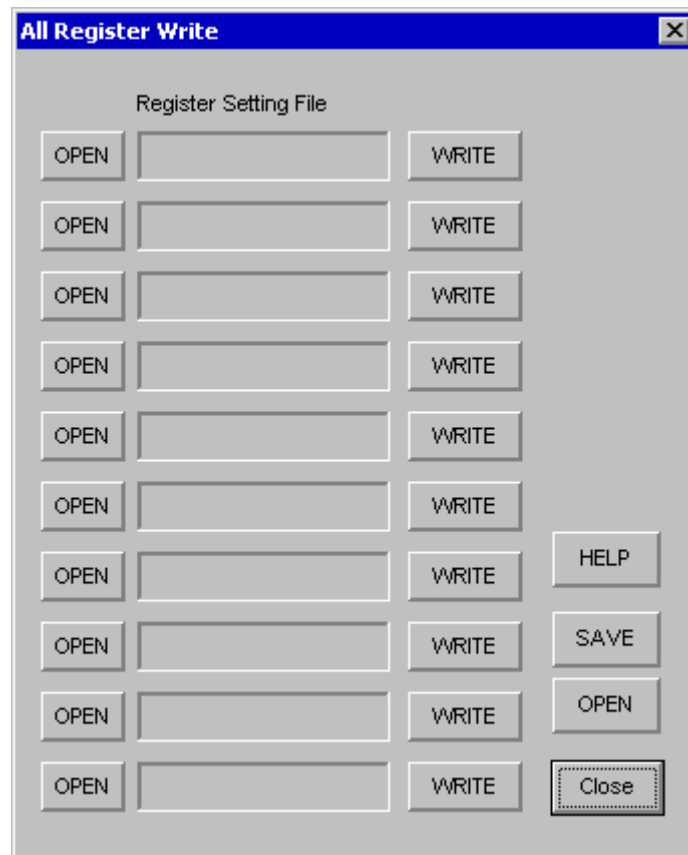 All Register Write
Register Setting File
OPEN WRITE
OPEN WRITE
OPEN WRITE
OPEN WRITE
OPEN WRITE
OPEN WRITE
OPEN WRITE HELP
OPEN WRITE SAVE
OPEN WRITE OPEN
OPEN WRITE Close